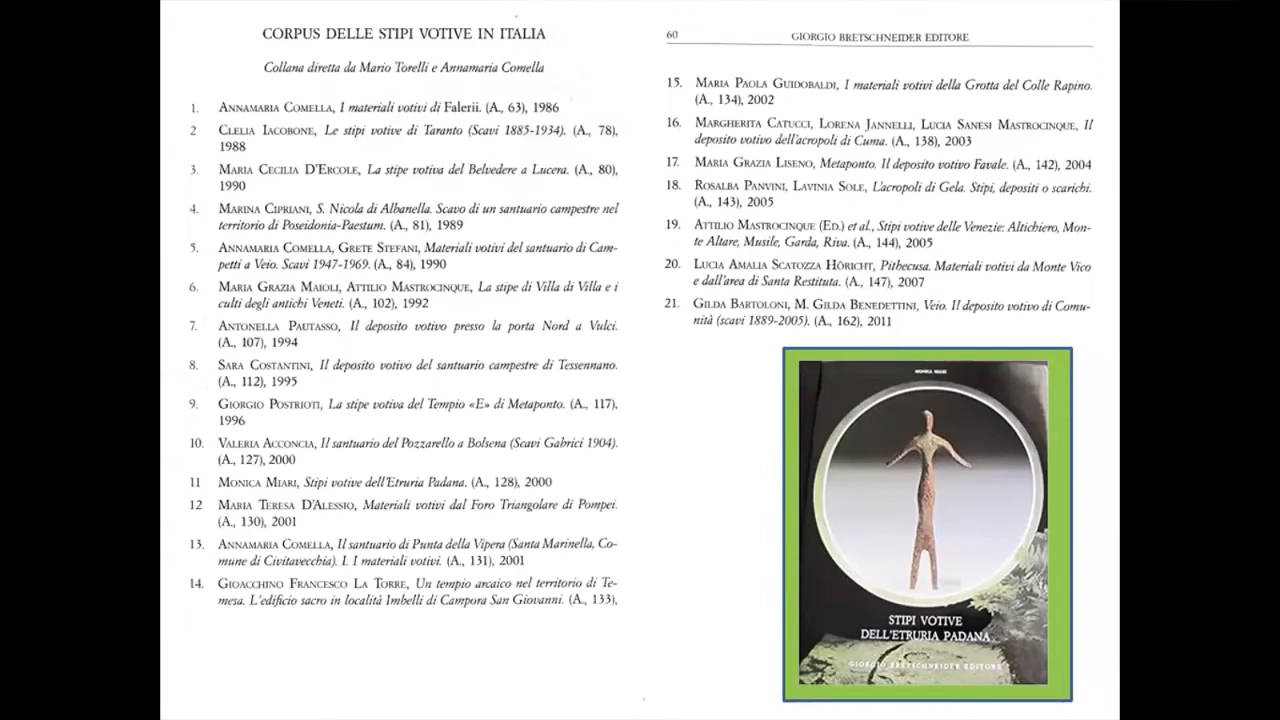 CORPUS DELLE STIPI VOTIVE IN ITALIA
Collana diretta da Mario Torelli e Annamaria Comella
1. ANNAMARIA COMELLA, I materiali votivi di Falerii. (A., 63), 1986
2 CLELIA IACOBONE, Le stipi votive di Taranto (Scavi 1885-1934). (A., 78),
1988
3. MARIA CECILIA D'ERCOLE, La stipe votiva del Belvedere a Lucera. (A., 80),
1990
4. MARINA CIPRIANI, S. Nicola di Albanella. Scavo di un santuario campestre nel
territorio di Poseidonia-Paestum. (A., 81), 1989
5. ANNAMARIA COMELLA, GRETE STEFANI, Materiali votivi del santuario di Cam-
petti a Veio. Scavi 1947-1969. (A., 84), 1990
6. MARIA GRAZIA MAIOLI, ATTILIO MASTROCINQUE, La stipe di Villa di Villa e i
culti degli antichi Veneti. (A., 102), 1992
7. ANTONELLA PAUTASSO, Il deposito votivo presso la porta Nord a Vulci.
(A., 107), 1994
8. SARA COSTANTINI, Il deposito votivo del santuario campestre di Tessennano.
(A., 112), 1995
9. GIORGIO POSTRIOTI, La stipe votiva del Tempio «E» di Metaponto. (A., 117),
1996
10. VALERIA ACCONCIA, Il santuario del Pozzarello a Bolsena (Scavi Gabrici 1904).
(A., 127), 2000
11 MONICA MIARI, Stipi votive dell'Etruria Padana. (A., 128), 2000
12 MARIA TERESA D'ALESSIO, Materiali votivi dal Foro Triangolare di Pompei.
(A., 130), 2001
13. ANNAMARIA COMELLA, Il santuario di Punta della Vipera (Santa Marinella, Co-
mune di Civitavecchia). I. I materiali votivi. (A., 131), 2001
14. GIOACCHINO FRANCESCO LA TORRE, Un tempio arcaico nel territorio di Te-
mesa. L'edificio sacro in località Imbelli di Campora San Giovanni. (A., 133),
60 GIORGIO BRETSCHNEIDER EDITORE
15. MARIA PAOLA GUIDOBALDI, I materiali votivi della Grotta del Colle Rapino.
(A., 134), 2002
16. MARGHERITA CATUCCI, LORENA JANNELLI, LUCIA SANESI MASTROCINQUE, Il
deposito votivo dell'acropoli di Cuma. (A., 138), 2003
17. MARIA GRAZIA LISENO, Metaponto. Il deposito votivo Favale. (A., 142), 2004
18. ROSALBA PANVINI, LAVINIA SOLE, L'acropoli di Gela. Stipi, depositi o scarichi.
(A., 143), 2005
19. ATTILIO MASTROCINQUE (ED.) et al., Stipi votive delle Venezie: Altichiero, Mon-
te Altare, Musile, Garda, Riva. (A., 144), 2005
20. LUCIA AMALIA SCATOZZA HÖRICHT, Pithecusa. Materiali votivi da Monte Vico
e dall'area di Santa Restituta. (A., 147), 2007
21. GILDA BARTOLONI, M. GILDA BENEDETTINI, Veio. Il deposito votivo di Comu-
nità (scavi 1889-2005). (A., 162), 2011
MONICA MIARI
STIPI VOTIVE
DELL'ETRURIA PADANA
GIORGIO BRETSCHNEIDER EDITORE